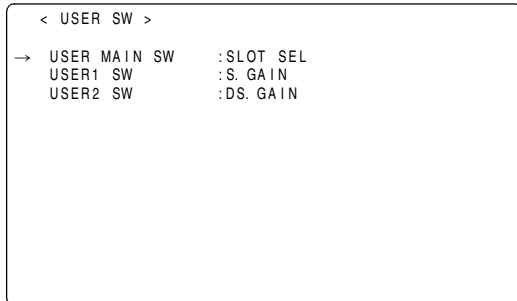 < USER SW >
→ USER MAIN SW :SLOT SEL
USER1 SW :S. GAIN
USER2 SW :DS. GAIN